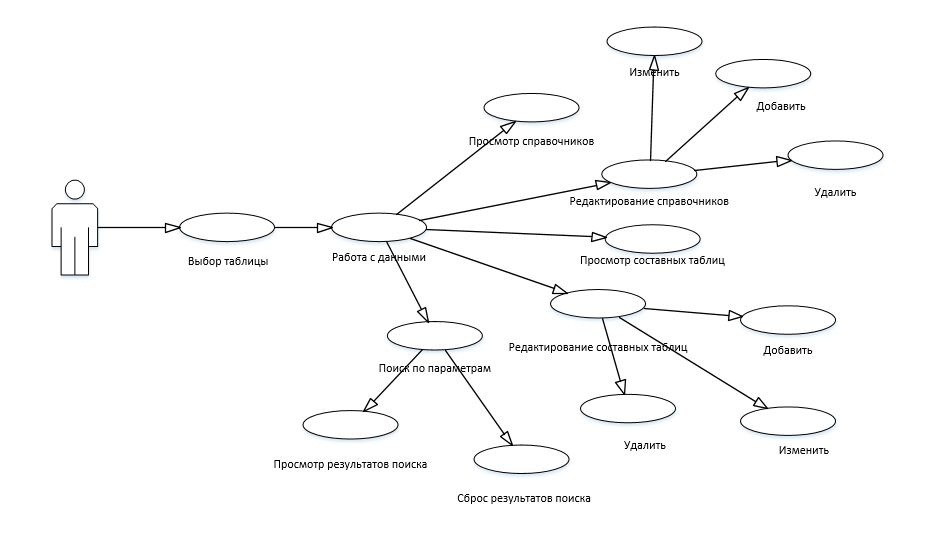 Изменить
Добавить
Просмотр справочников
Удалить
Редактирование справочников
Выбор таблицы
Работа с данными
Просмотр составных таблиц
Редактирование составных таблиц
Добавить
Поиск по параметрам
Удалить
Изменить
Просмотр результатов поиска
Сброс результатов поиска